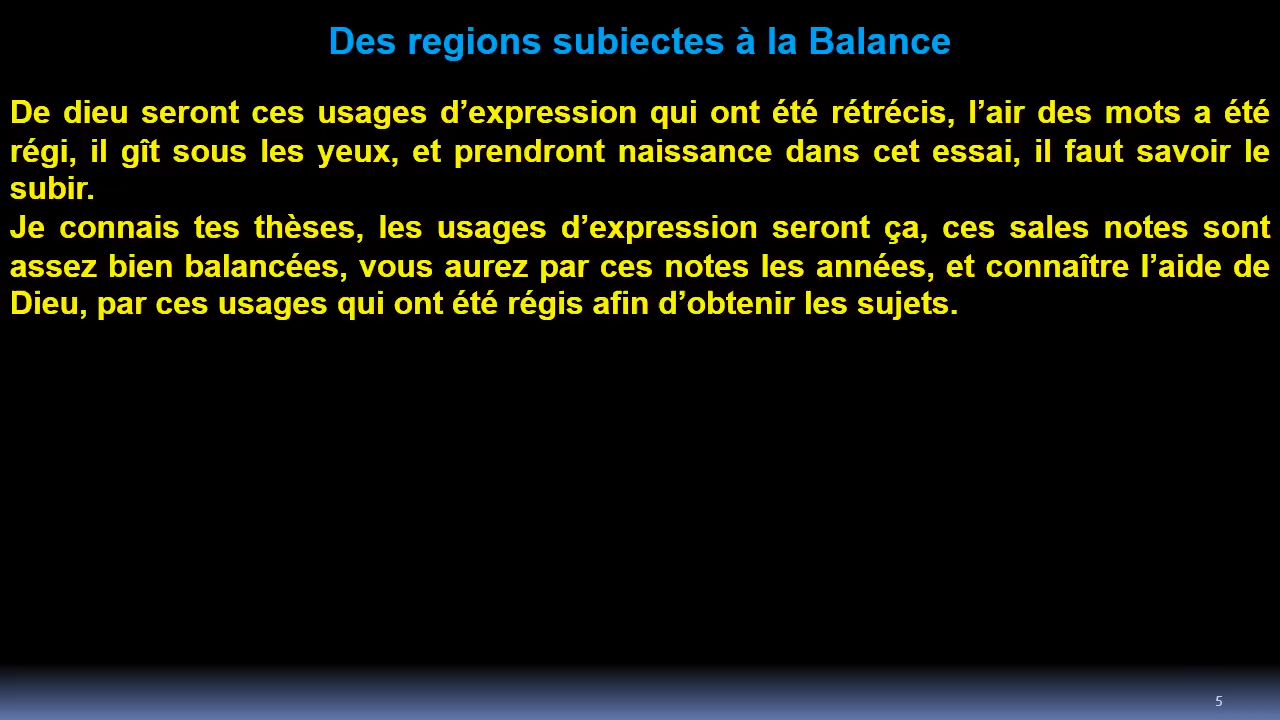 Des regions subiectes à la Balance
De dieu seront ces usages d’expression qui ont été rétrécis, l’air des mots a été
régi, il gît sous les yeux, et prendront naissance dans cet essai, il faut savoir le
subir.
Je connais tes thèses, les usages d’expression seront ça, ces sales notes sont
assez bien balancées, vous aurez par ces notes les années, et connaître l’aide de
Dieu, par ces usages qui ont été régis afin d’obtenir les sujets.
5